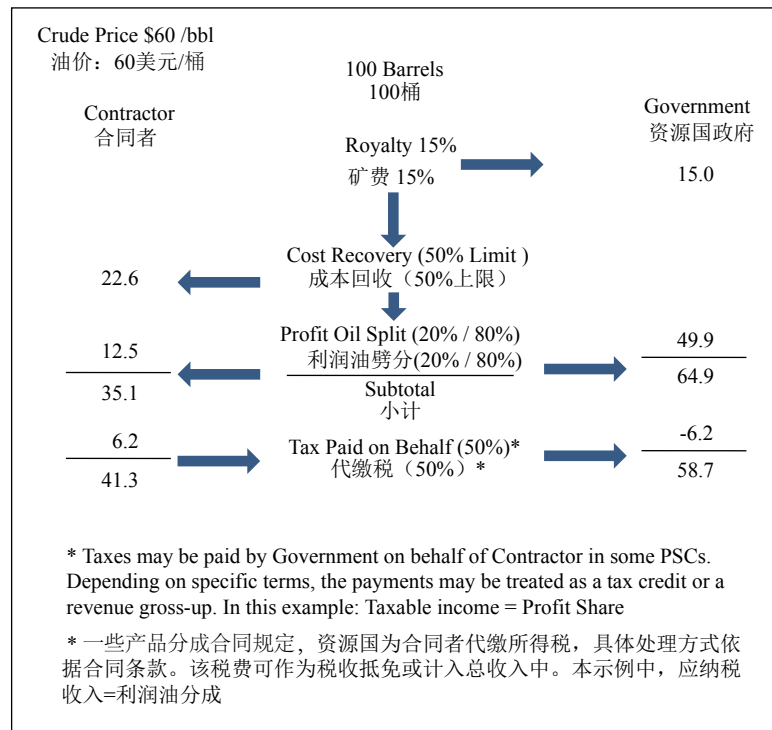 Crude Price $60 /bbl
油价：60美元/桶
100 Barrels
100桶
Contractor
合同者
Government
资源国政府
Royalty 15%
矿费 15%
15.0
Cost Recovery (50% Limit )
成本回收（50%上限）
22.6
Profit Oil Split (20% / 80%)
利润油劈分(20% / 80%)
12.5
49.9
35.1
Subtotal
小计
64.9
6.2
Tax Paid on Behalf (50%)*
代缴税（50%）*
-6.2
41.3
58.7
* Taxes may be paid by Government on behalf of Contractor in some PSCs.
Depending on specific terms, the payments may be treated as a tax credit or a
revenue gross-up. In this example: Taxable income = Profit Share
* 一些产品分成合同规定，资源国为合同者代缴所得税，具体处理方式依
据合同条款。该税费可作为税收抵免或计入总收入中。本示例中，应纳税
收入=利润油分成